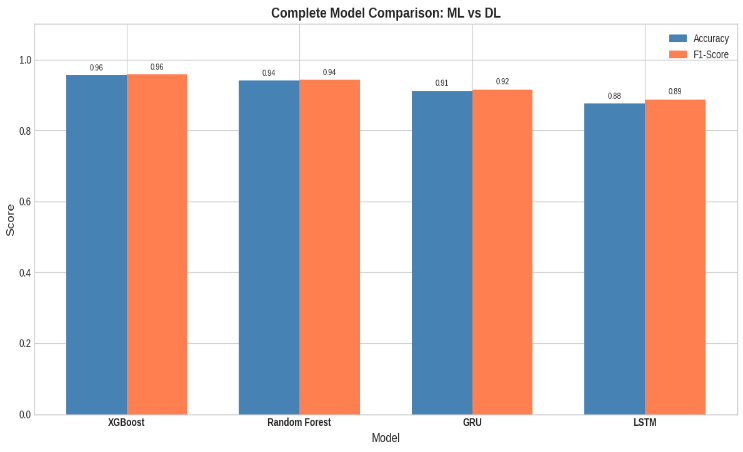 Complete Model Comparison: ML vs DL
Accuracy
F1-Score
1.0
0.8
0.6
0.4
0.2
0.0
Score
0.96
0.96
0.94
0.94
0.91
0.92
0.88
0.89
XGBoost
Random Forest
GRU
LSTM
Model